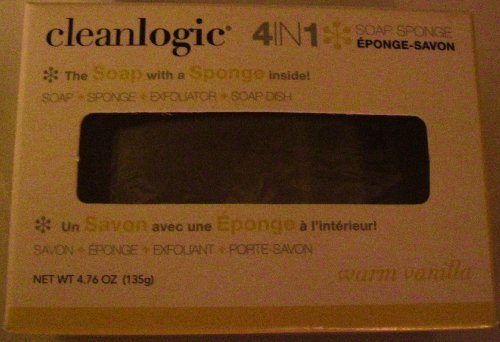 cleanlogic® 4IN1 SOAP SPONGE
ÉPONGE-SAVON
The Soap with a Sponge inside!
SOAP + SPONGE + EXFOLIATOR + SOAP DISH
Un Savon avec une Éponge à l'intérieur!
SAVON + ÉPONGE + EXFOLIANT + PORTE-SAVON
NET WT 4.76 OZ (135g)
warm vanilla